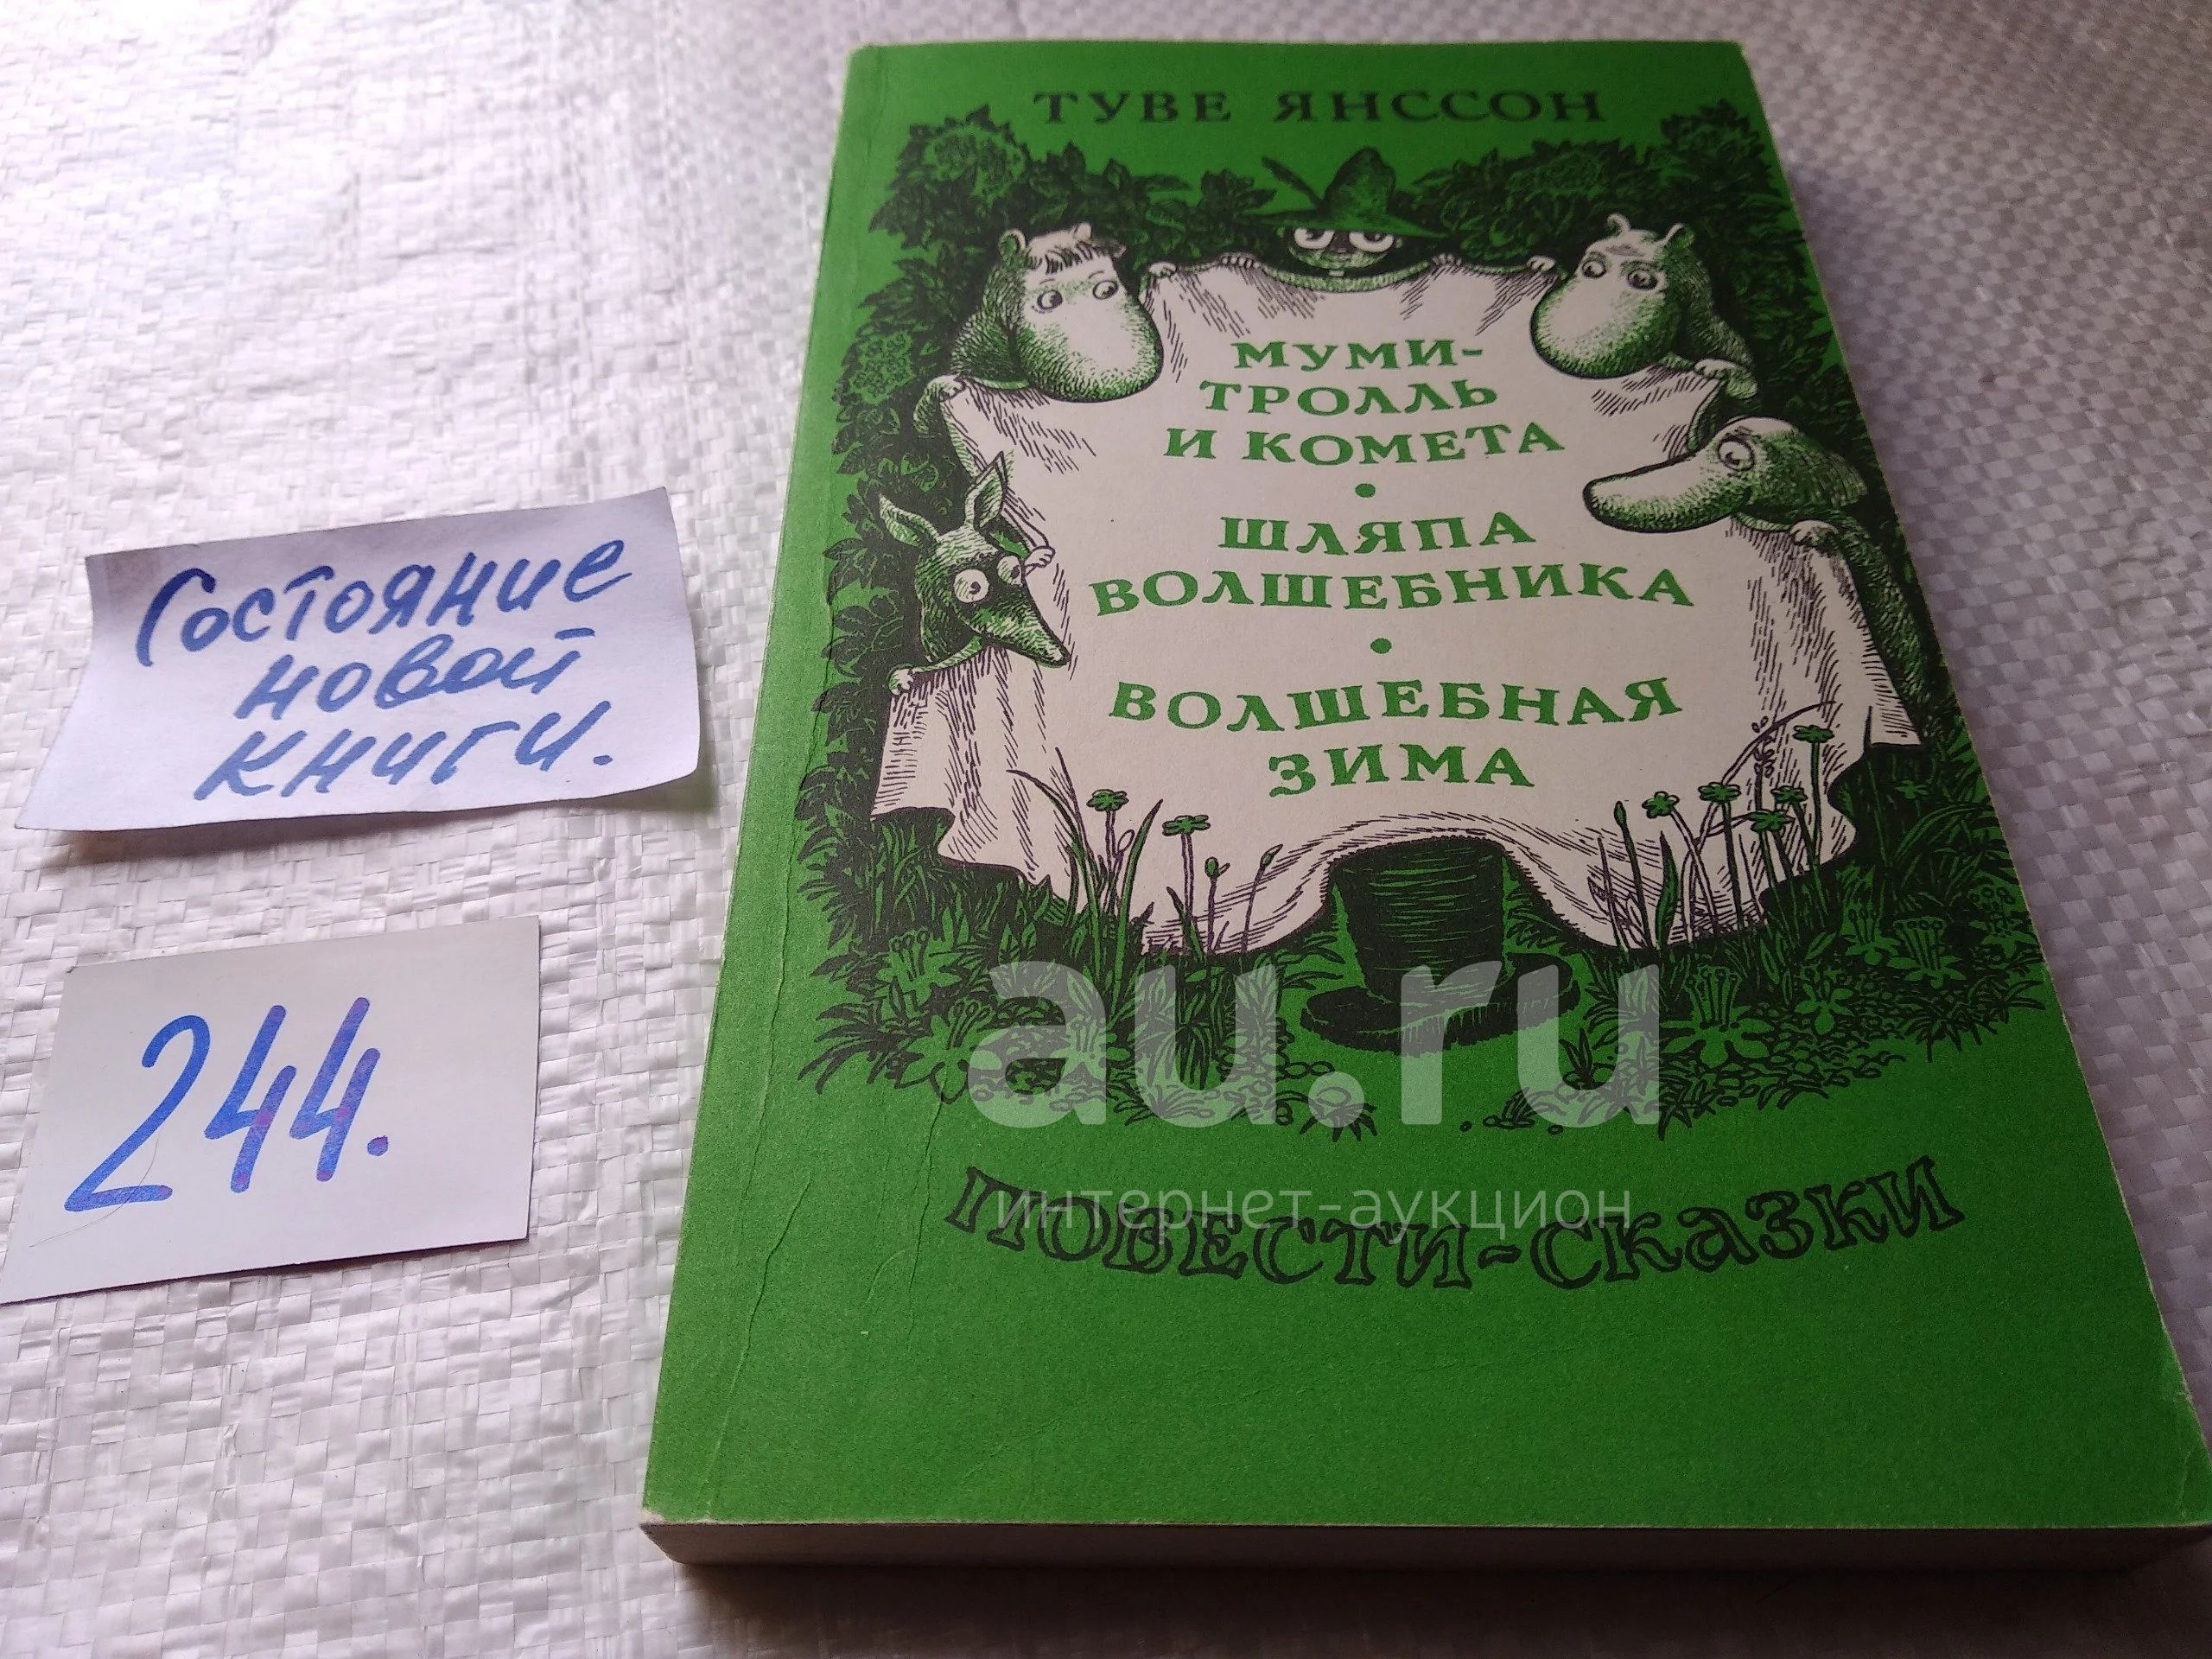 ТУВЕ ЯНССОН
МУМИ-
ТРОЛЛЬ
И КОМЕТА
•
ШЛЯПА
ВОЛШЕБНИКА
•
ВОЛШЕБНАЯ
ЗИМА
ПОВЕСТИ-СКАЗКИ
Состояние
новой
книги.
244.
au.ru
интернет-аукцион